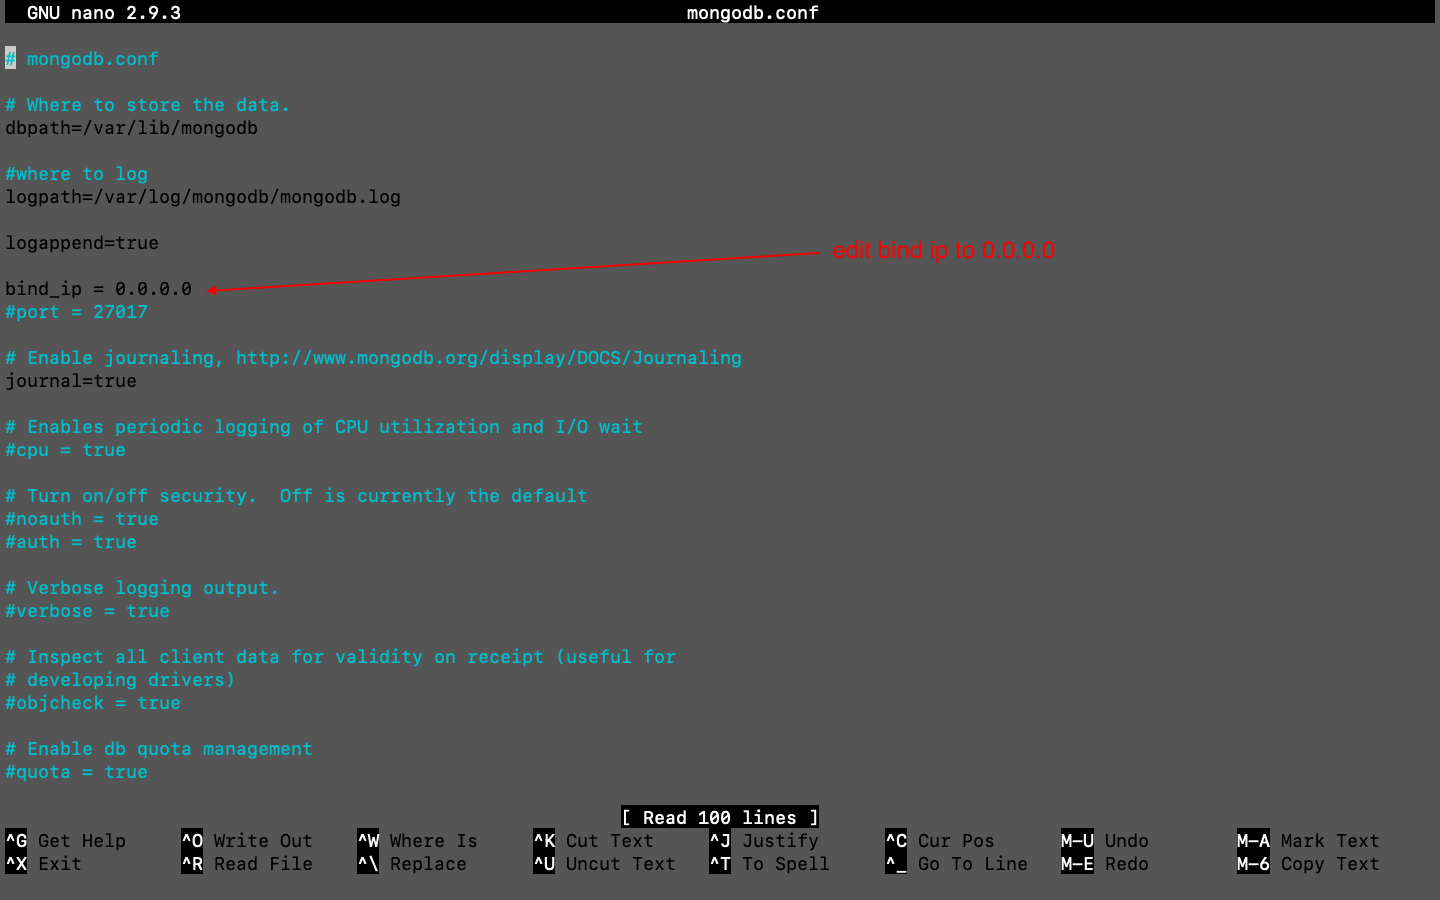 GNU nano 2.9.3 mongodb.conf
# mongodb.conf
# Where to store the data.
dbpath=/var/lib/mongodb
#where to log
logpath=/var/log/mongodb/mongodb.log
logappend=true
edit bind ip to 0.0.0.0
bind_ip = 0.0.0.0
#port = 27017
# Enable journaling, http://www.mongodb.org/display/DOCS/Journaling
journal=true
# Enables periodic logging of CPU utilization and I/O wait
#cpu = true
# Turn on/off security.  Off is currently the default
#noauth = true
#auth = true
# Verbose logging output.
#verbose = true
# Inspect all client data for validity on receipt (useful for
# developing drivers)
#objcheck = true
# Enable db quota management
#quota = true
[ Read 100 lines ]
^G Get Help ^O Write Out ^W Where Is ^K Cut Text ^J Justify ^C Cur Pos M-U Undo M-A Mark Text
^X Exit ^R Read File ^\ Replace ^U Uncut Text ^T To Spell ^_ Go To Line M-E Redo M-6 Copy Text